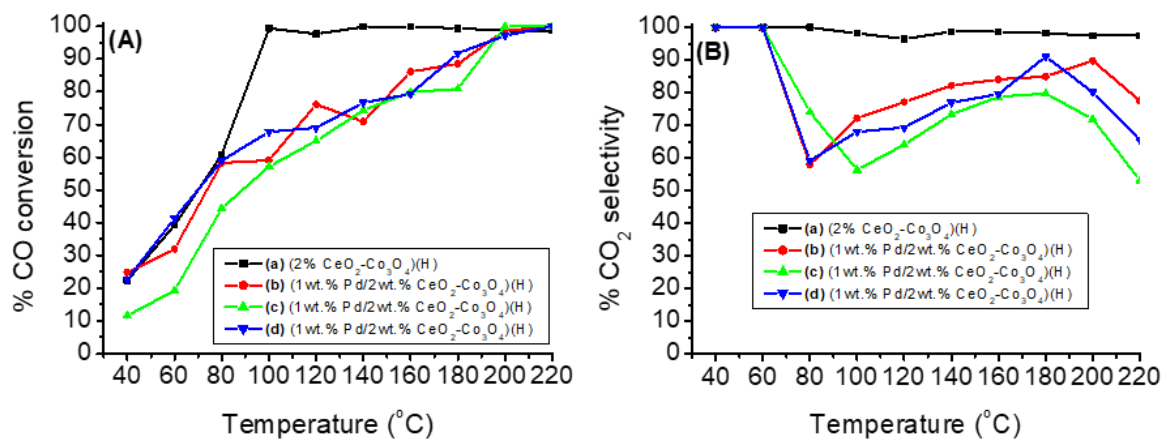 (A)
% CO conversion
100
90
80
70
60
50
40
30
20
10
0
(a) (2% CeO₂-Co₃O₄)(H)
(b) (1wt.% Pd/2wt.% CeO₂-Co₃O₄)(H)
(c) (1wt.% Pd/2wt.% CeO₂-Co₃O₄)(H)
(d) (1wt.% Pd/2wt.% CeO₂-Co₃O₄)(H)
40 60 80 100 120 140 160 180 200 220
Temperature (°C)
(B)
% CO₂ selectivity
100
90
80
70
60
50
40
30
20
10
0
(a) (2% CeO₂-Co₃O₄)(H)
(b) (1wt.% Pd/2wt.% CeO₂-Co₃O₄)(H)
(c) (1wt.% Pd/2wt.% CeO₂-Co₃O₄)(H)
(d) (1wt.% Pd/2wt.% CeO₂-Co₃O₄)(H)
40 60 80 100 120 140 160 180 200 220
Temperature (°C)